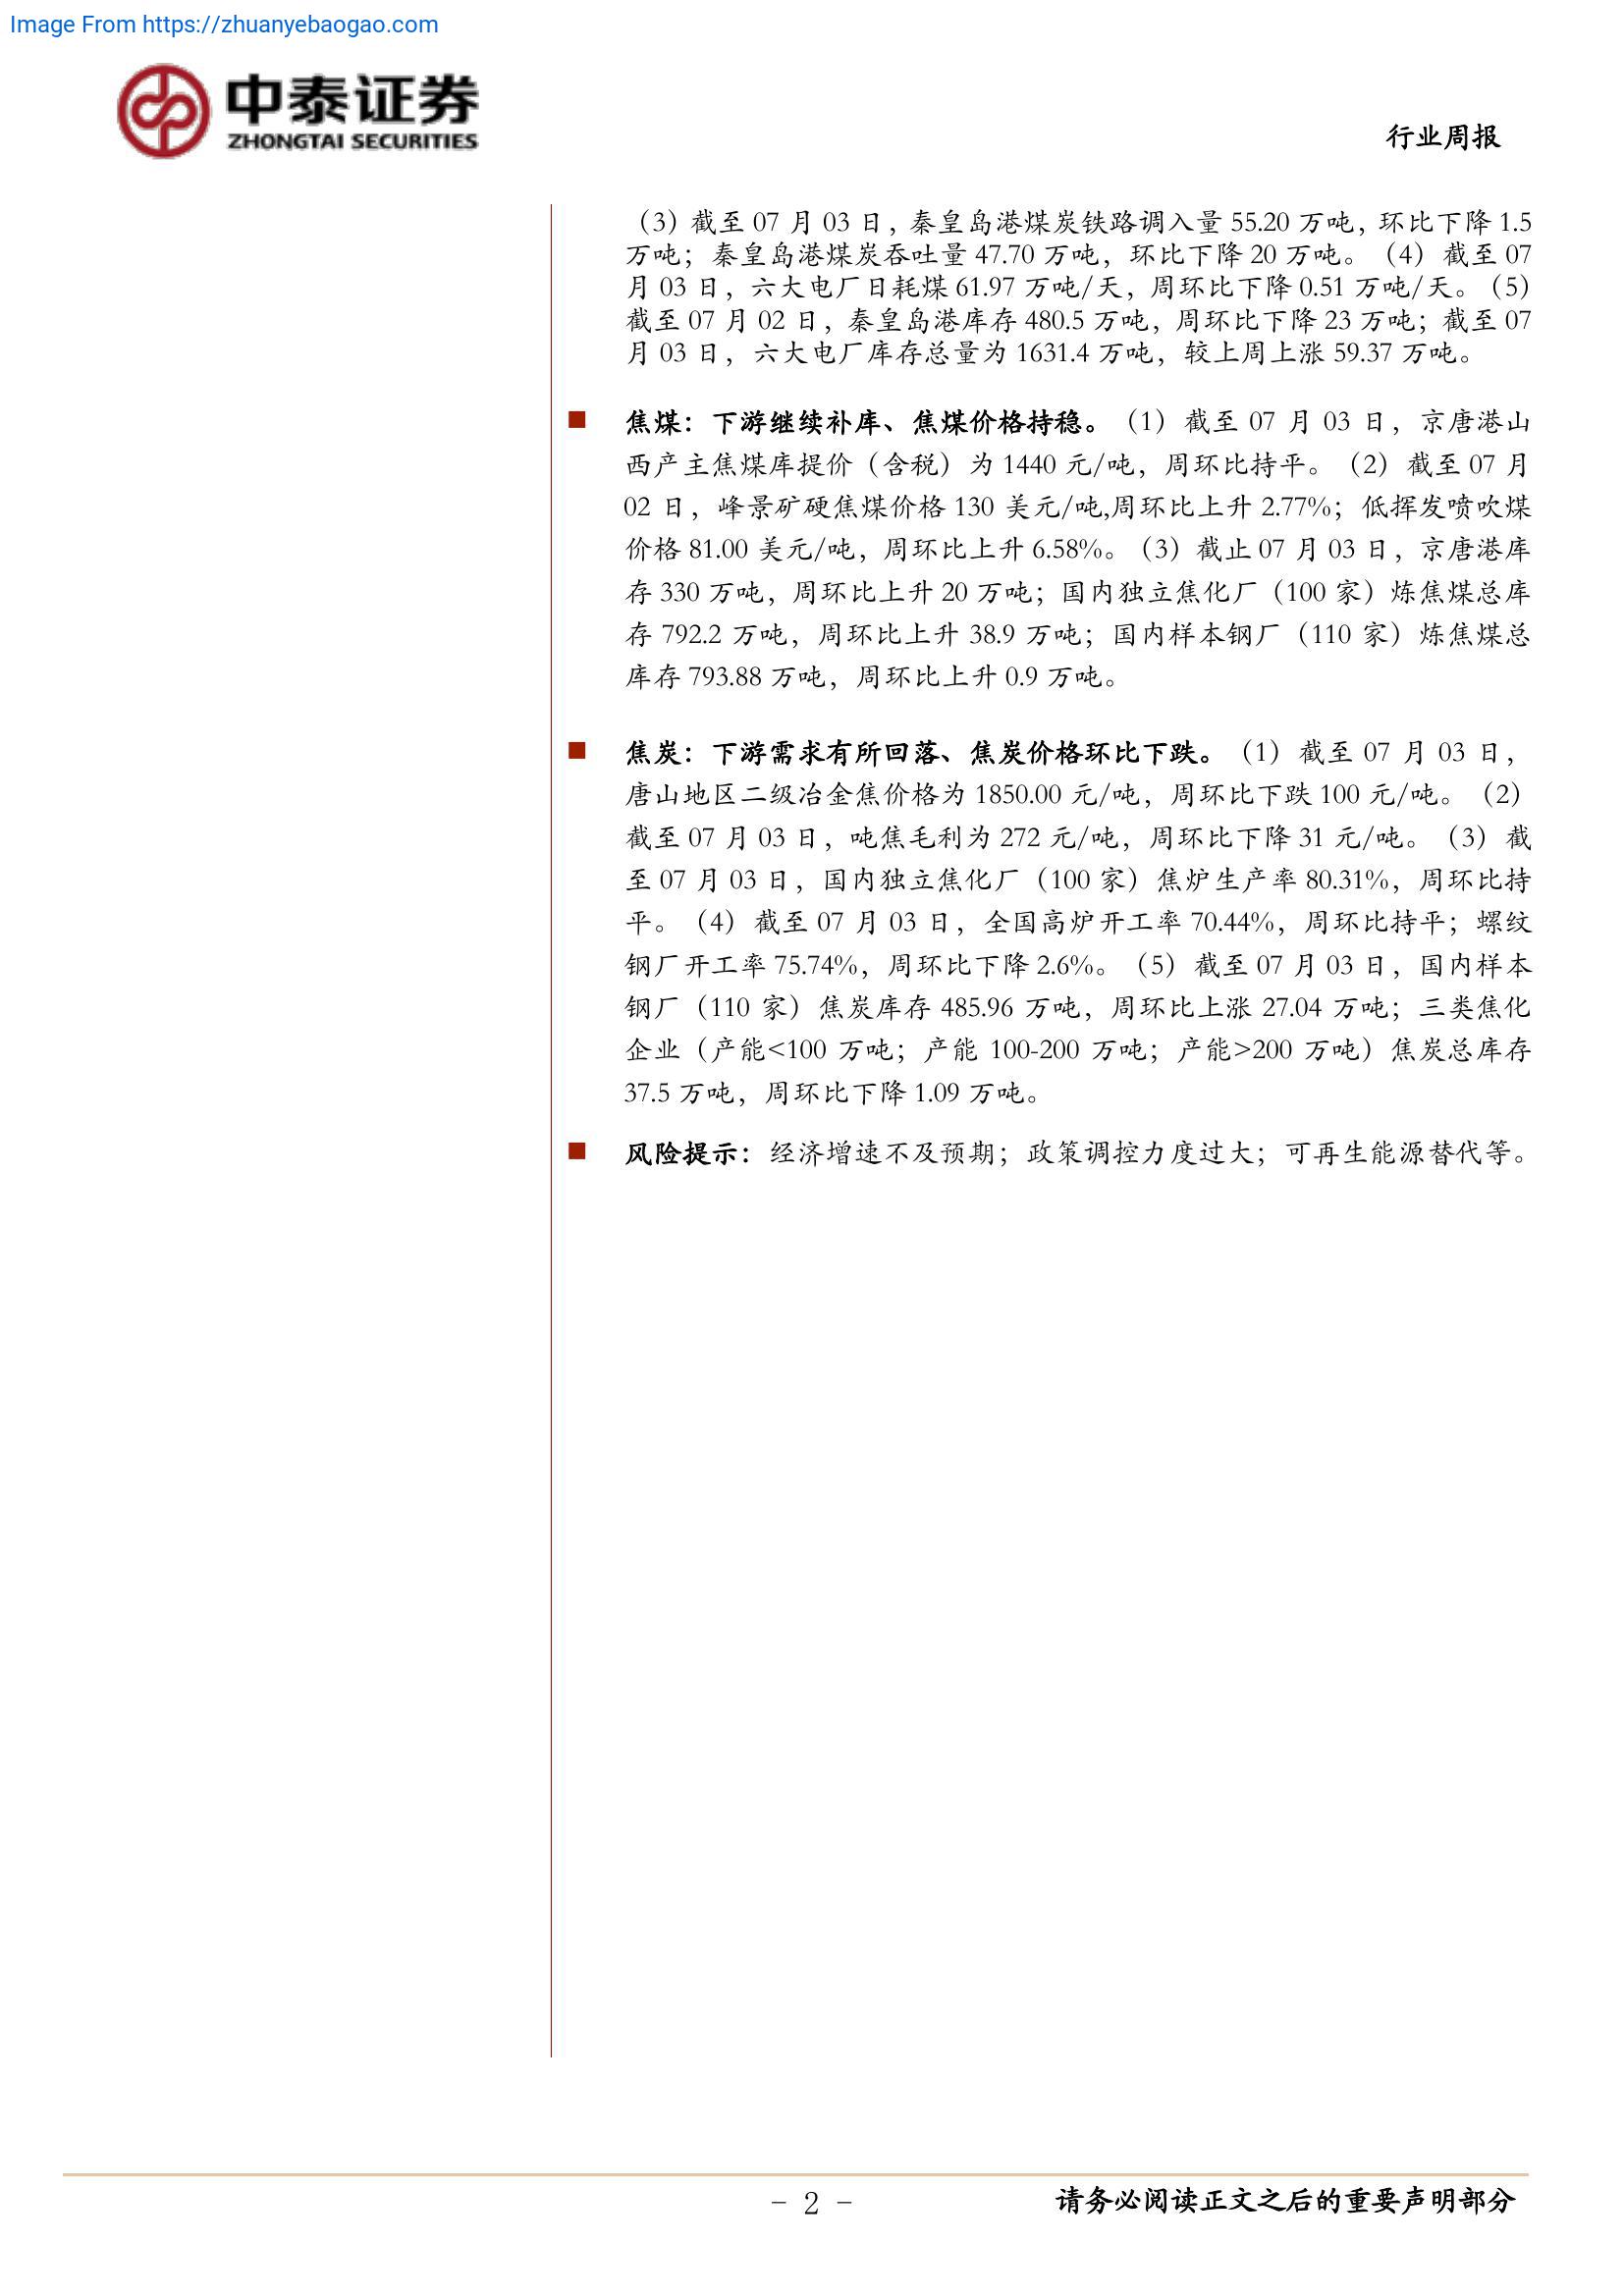 Image From https://zhuanyebaogao.com
中泰证券
ZHONGTAI SECURITIES
行业周报
（3）截至 07 月 03 日，秦皇岛港煤炭铁路调入量 55.20 万吨，环比下降 1.5
万吨；秦皇岛港煤炭吞吐量 47.70 万吨，环比下降 20 万吨。（4）截至 07
月 03 日，六大电厂日耗煤 61.97 万吨/天，周环比下降 0.51 万吨/天。（5）
截至 07 月 02 日，秦皇岛港库存 480.5 万吨，周环比下降 23 万吨；截至 07
月 03 日，六大电厂库存总量为 1631.4 万吨，较上周上涨 59.37 万吨。
■ 焦煤：下游继续补库、焦煤价格持稳。（1）截至 07 月 03 日，京唐港山
西产主焦煤库提价（含税）为 1440 元/吨，周环比持平。（2）截至 07 月
02 日，峰景矿硬焦煤价格 130 美元/吨,周环比上升 2.77%；低挥发喷吹煤
价格 81.00 美元/吨，周环比上升 6.58%。（3）截止 07 月 03 日，京唐港库
存 330 万吨，周环比上升 20 万吨；国内独立焦化厂（100 家）炼焦煤总库
存 792.2 万吨，周环比上升 38.9 万吨；国内样本钢厂（110 家）炼焦煤总
库存 793.88 万吨，周环比上升 0.9 万吨。
■ 焦炭：下游需求有所回落、焦炭价格环比下跌。（1）截至 07 月 03 日，
唐山地区二级冶金焦价格为 1850.00 元/吨，周环比下跌 100 元/吨。（2）
截至 07 月 03 日，吨焦毛利为 272 元/吨，周环比下降 31 元/吨。（3）截
至 07 月 03 日，国内独立焦化厂（100 家）焦炉生产率 80.31%，周环比持
平。（4）截至 07 月 03 日，全国高炉开工率 70.44%，周环比持平；螺纹
钢厂开工率 75.74%，周环比下降 2.6%。（5）截至 07 月 03 日，国内样本
钢厂（110 家）焦炭库存 485.96 万吨，周环比上涨 27.04 万吨；三类焦化
企业（产能<100 万吨；产能 100-200 万吨；产能>200 万吨）焦炭总库存
37.5 万吨，周环比下降 1.09 万吨。
■ 风险提示：经济增速不及预期；政策调控力度过大；可再生能源替代等。
- 2 -
请务必阅读正文之后的重要声明部分